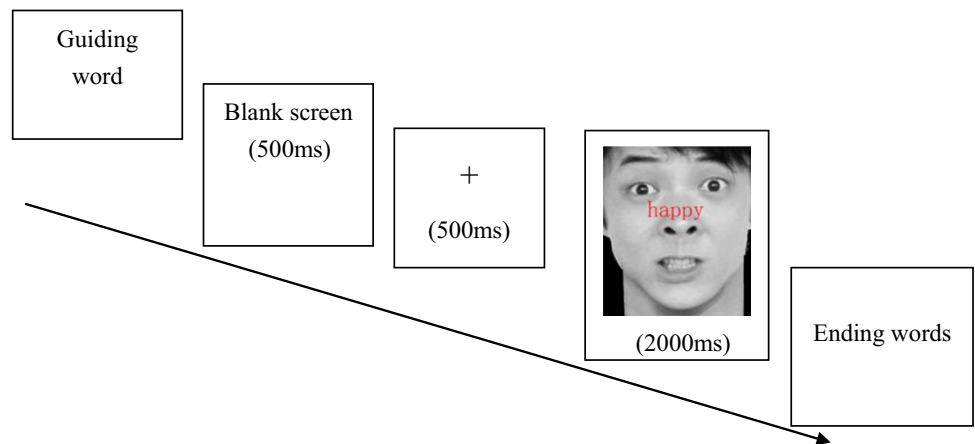 Guiding
word
Blank screen
(500ms)
+
(500ms)
happy
(2000ms)
Ending words